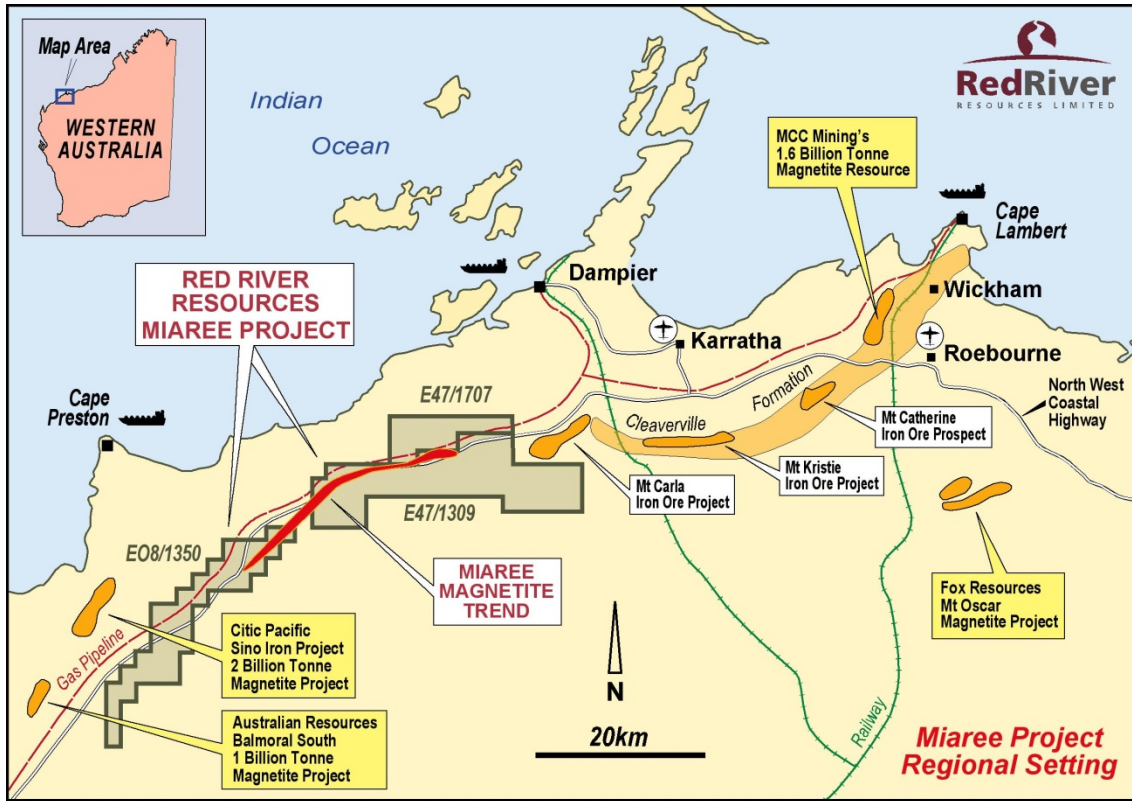 Map Area
WESTERN
AUSTRALIA
Indian
Ocean
RedRiver
RESOURCES LIMITED
MCC Mining's
1.6 Billion Tonne
Magnetite Resource
Cape
Lambert
RED RIVER
RESOURCES
MIAREE PROJECT
Dampier
Wickham
Karratha
Roebourne
North West
Coastal
Highway
Cape
Preston
E47/1707
Cleaverville
Formation
Mt Catherine
Iron Ore Prospect
Mt Kristie
Iron Ore Project
Mt Carla
Iron Ore Project
E47/1309
EO8/1350
MIAREE
MAGNETITE
TREND
Fox Resources
Mt Oscar
Magnetite Project
Gas Pipeline
Citic Pacific
Sino Iron Project
2 Billion Tonne
Magnetite Project
Australian Resources
Balmoral South
1 Billion Tonne
Magnetite Project
N
20km
Railway
Miaree Project
Regional Setting